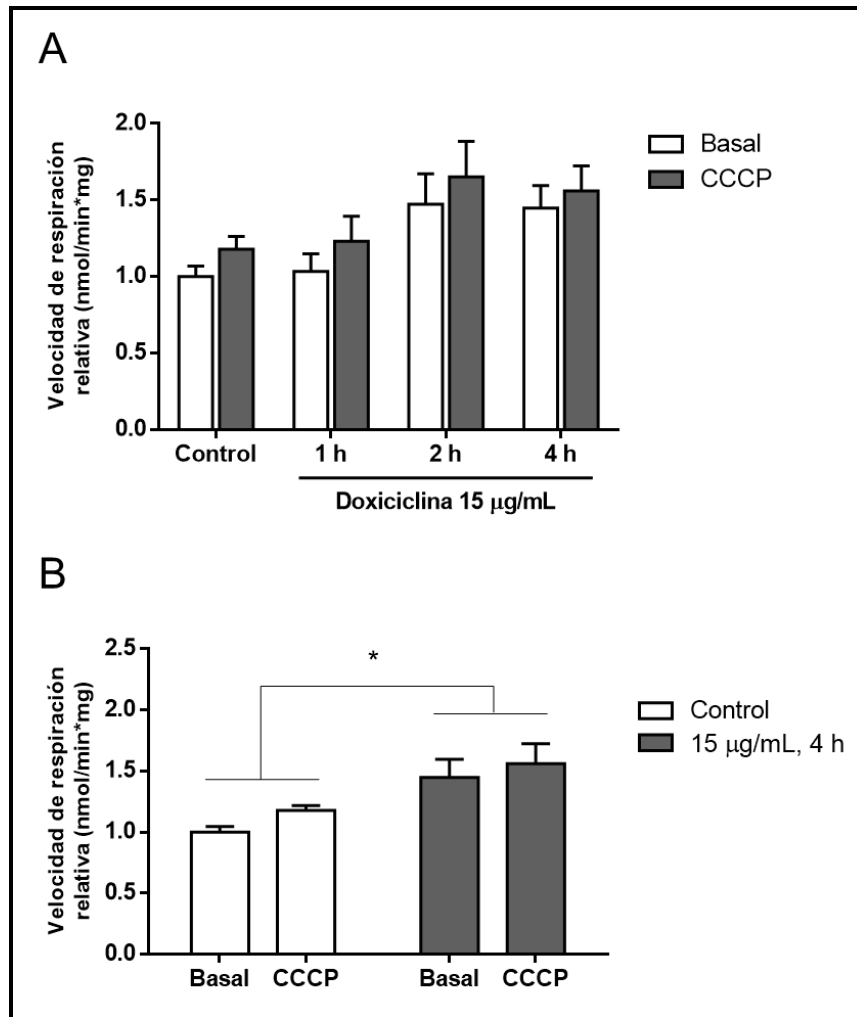 A
Velocidad de respiración
relativa (nmol/min*mg)
2.0
1.5
1.0
0.5
0.0
Control
1 h
2 h
4 h
Doxiciclina 15 µg/mL
Basal
CCCP
B
Velocidad de respiración
relativa (nmol/min*mg)
2.5
2.0
1.5
1.0
0.5
0.0
*
Basal
CCCP
Basal
CCCP
Control
15 µg/mL, 4 h